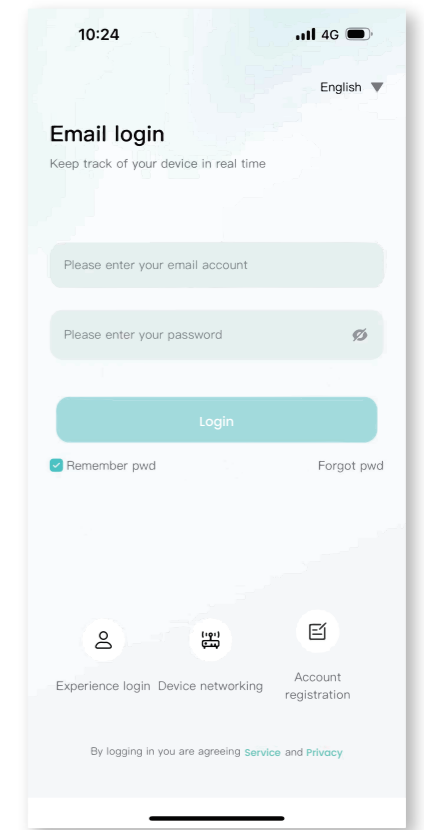 10:24
4G
English
Email login
Keep track of your device in real time
Please enter your email account
Please enter your password
Login
Remember pwd
Forgot pwd
Experience login
Device networking
Account
registration
By logging in you are agreeing Service and Privacy